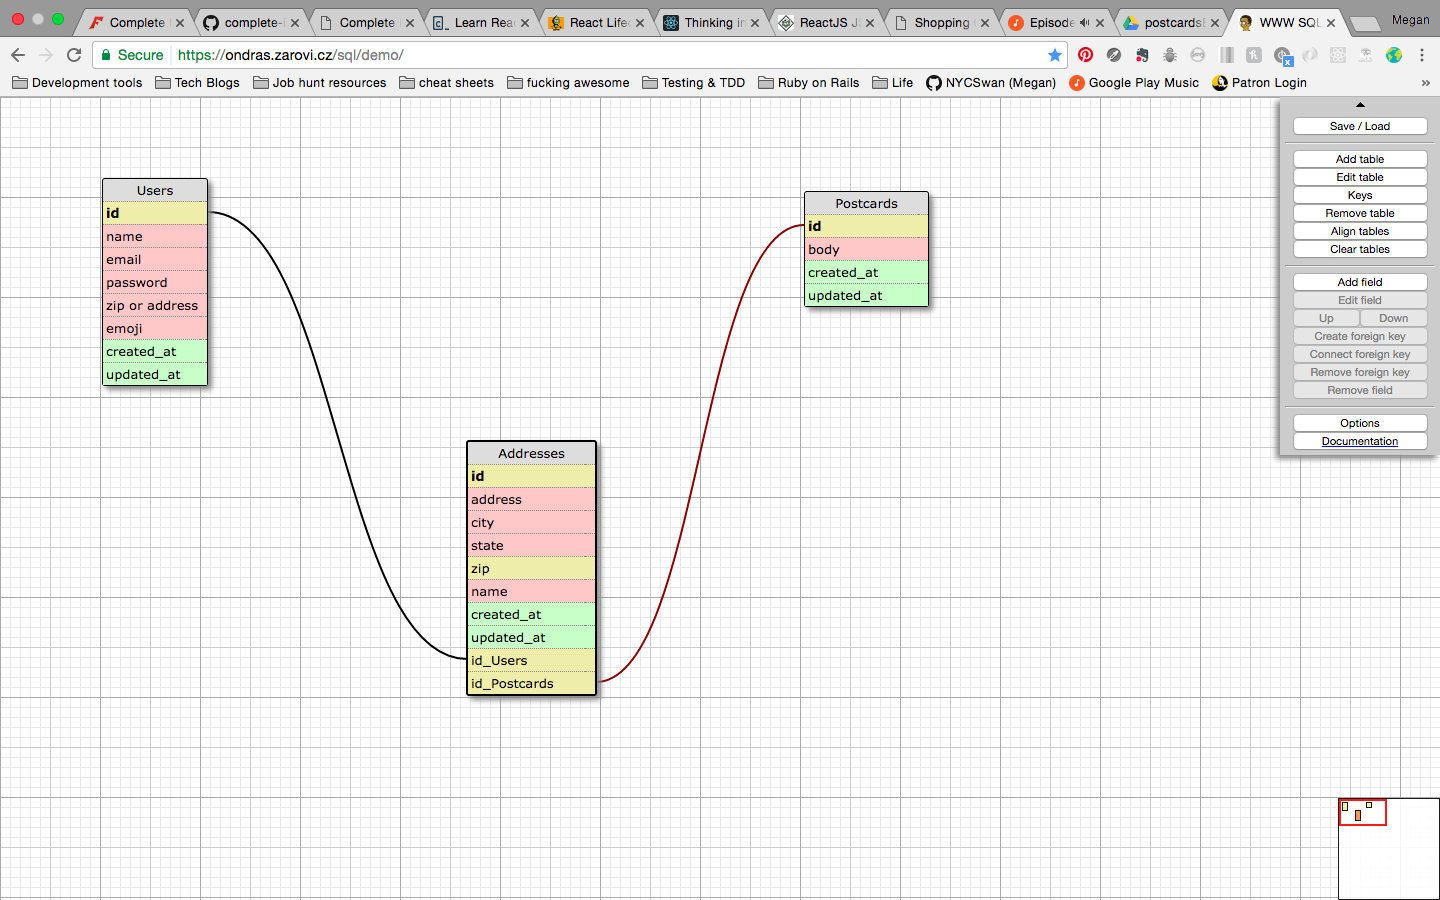 Complete
complete-
Complete
Learn Rea
React Life
Thinking in
ReactJS JS
Shopping
Episode
postcards
WWW SQL
Megan
Secure https://ondras.zarovi.cz/sql/demo/
Development tools Tech Blogs Job hunt resources cheat sheets fucking awesome Testing & TDD Ruby on Rails Life NYCSwan (Megan) Google Play Music Patron Login »
Users
id
name
email
password
zip or address
emoji
created_at
updated_at
Addresses
id
address
city
state
zip
name
created_at
updated_at
id_Users
id_Postcards
Postcards
id
body
created_at
updated_at
Save / Load
Add table
Edit table
Keys
Remove table
Align tables
Clear tables
Add field
Edit field
Up Down
Create foreign key
Connect foreign key
Remove foreign key
Remove field
Options
Documentation